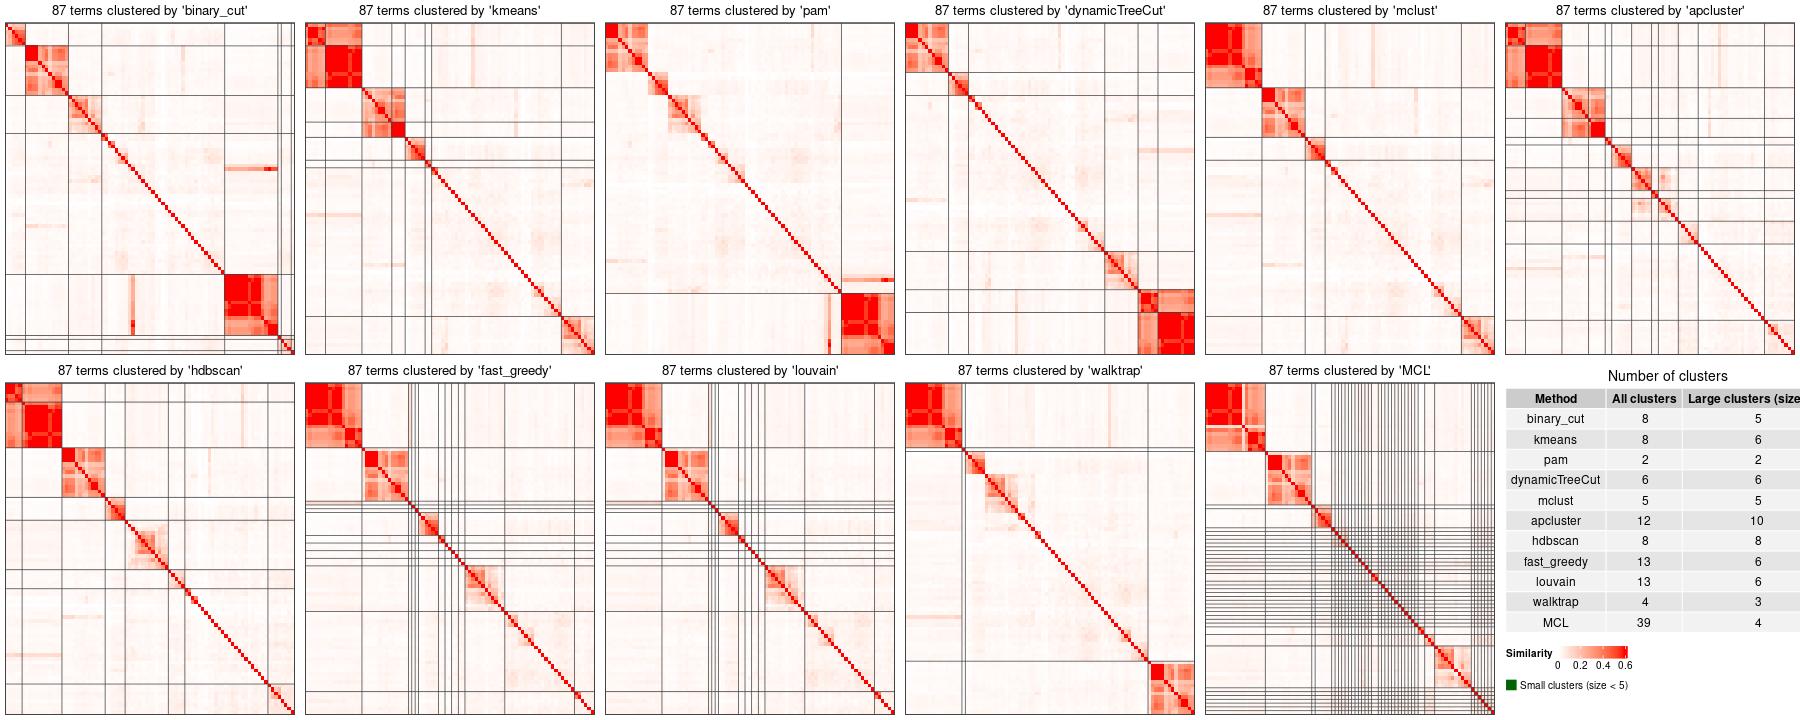 87 terms clustered by 'binary_cut'
87 terms clustered by 'kmeans'
87 terms clustered by 'pam'
87 terms clustered by 'dynamicTreeCut'
87 terms clustered by 'mclust'
87 terms clustered by 'apcluster'
87 terms clustered by 'hdbscan'
87 terms clustered by 'fast_greedy'
87 terms clustered by 'louvain'
87 terms clustered by 'walktrap'
87 terms clustered by 'MCL'
Number of clusters
Method All clusters Large clusters (size
binary_cut 8 5
kmeans 8 6
pam 2 2
dynamicTreeCut 6 6
mclust 5 5
apcluster 12 10
hdbscan 8 8
fast_greedy 13 6
louvain 13 6
walktrap 4 3
MCL 39 4
Similarity
0 0.2 0.4 0.6
Small clusters (size < 5)